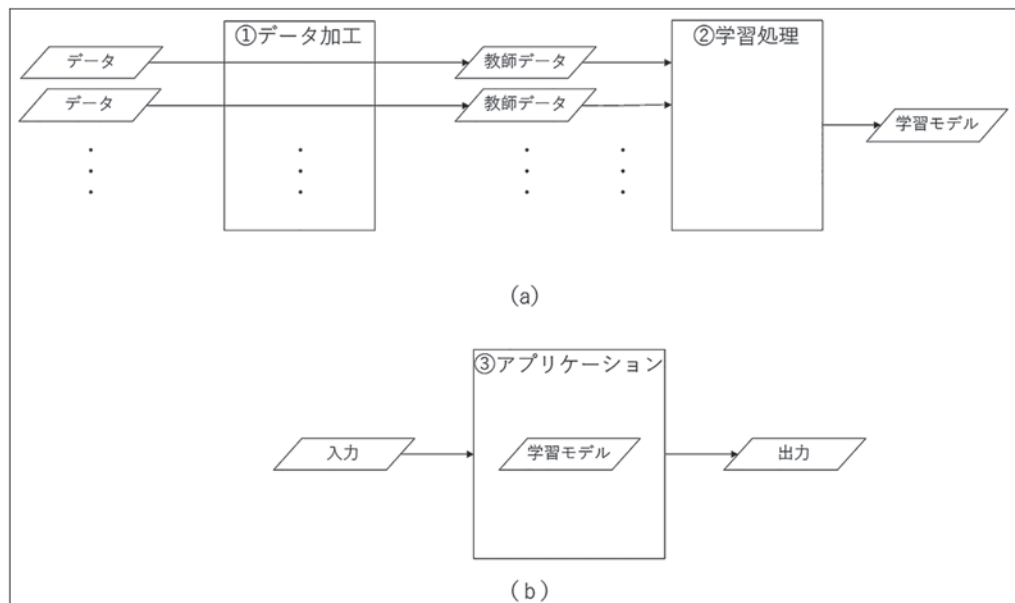 ①データ加工
②学習処理
データ
教師データ
データ
教師データ
学習モデル
(a)
③アプリケーション
入力
学習モデル
出力
(b)